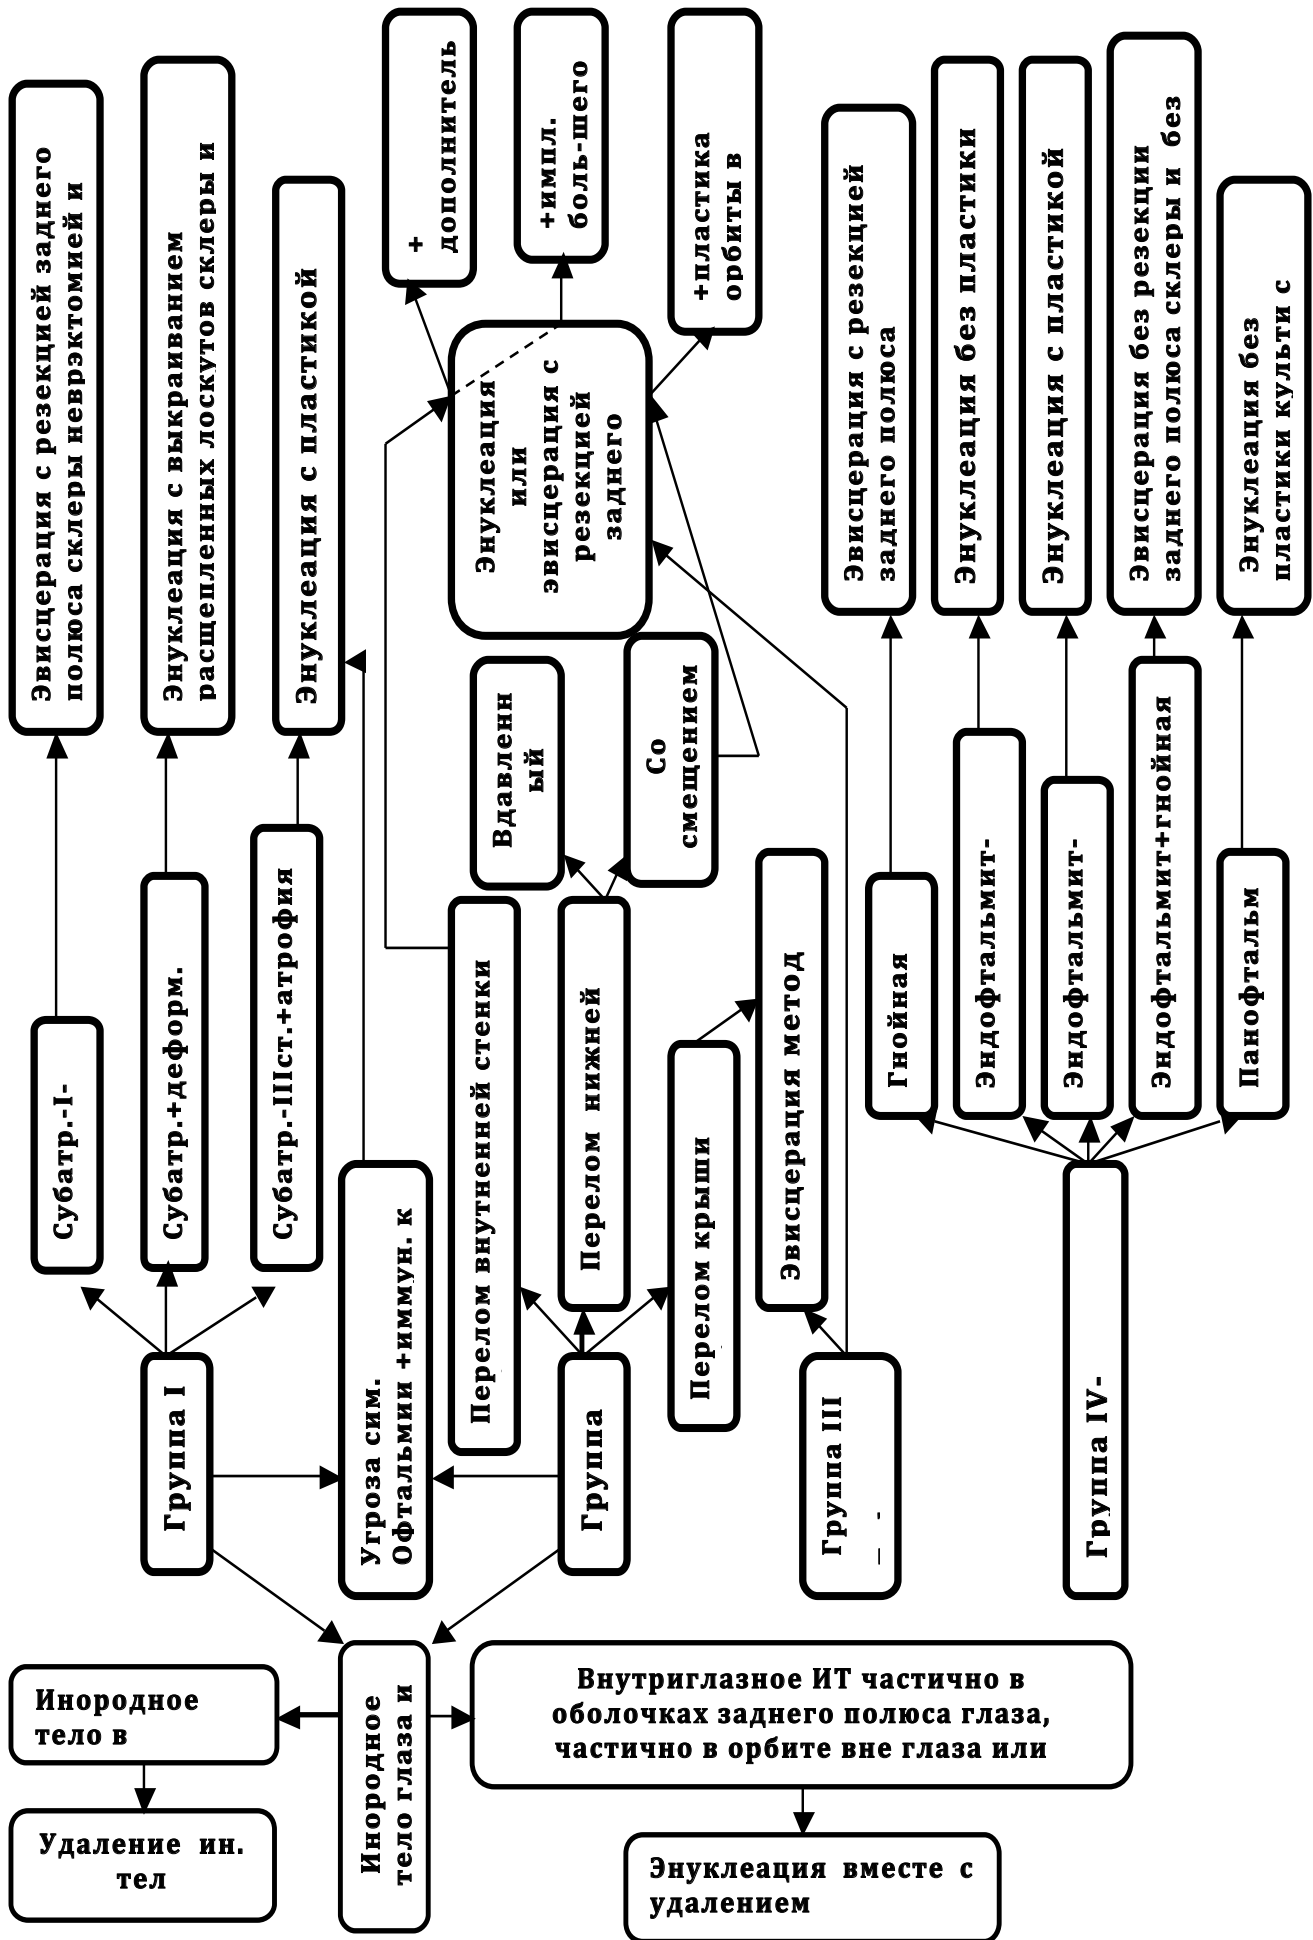 Эвисцерация с резекцией заднего
полюса склеры неврэктомией и
Энуклеация с выкраиванием
расщепленных лоскутов склеры и
Энуклеация с пластикой
+
дополнитель
+импл.
боль-шего
+пластика
орбиты в
Энуклеация
или
эвисцерация с
резекцией
заднего
Эвисцерация с резекцией
заднего полюса
Энуклеация без пластики
Энуклеация с пластикой
Эвисцерация без резекции
заднего полюса склеры и без
Энуклеация без
пластики культи с
Субатр.-I-
Субатр.+деформ.
Субатр.-IIIст.+атрофия
Вдавленн
ый
Со
смещением
Перелом внутненней стенки
Перелом нижней
Перелом крыши
Эвисцерация метод
Гнойная
Эндофтальмит-
Эндофтальмит-
Эндофтальмит+гнойная
Панофтальм
Группа I
Угроза сим.
Офтальмии +иммун. к
Группа
Группа III
Группа IV-
Инородное
тело в
Инородное
тело глаза и
Внутриглазное ИТ частично в
оболочках заднего полюса глаза,
частично в орбите вне глаза или
Удаление ин.
тел
Энуклеация вместе с
удалением